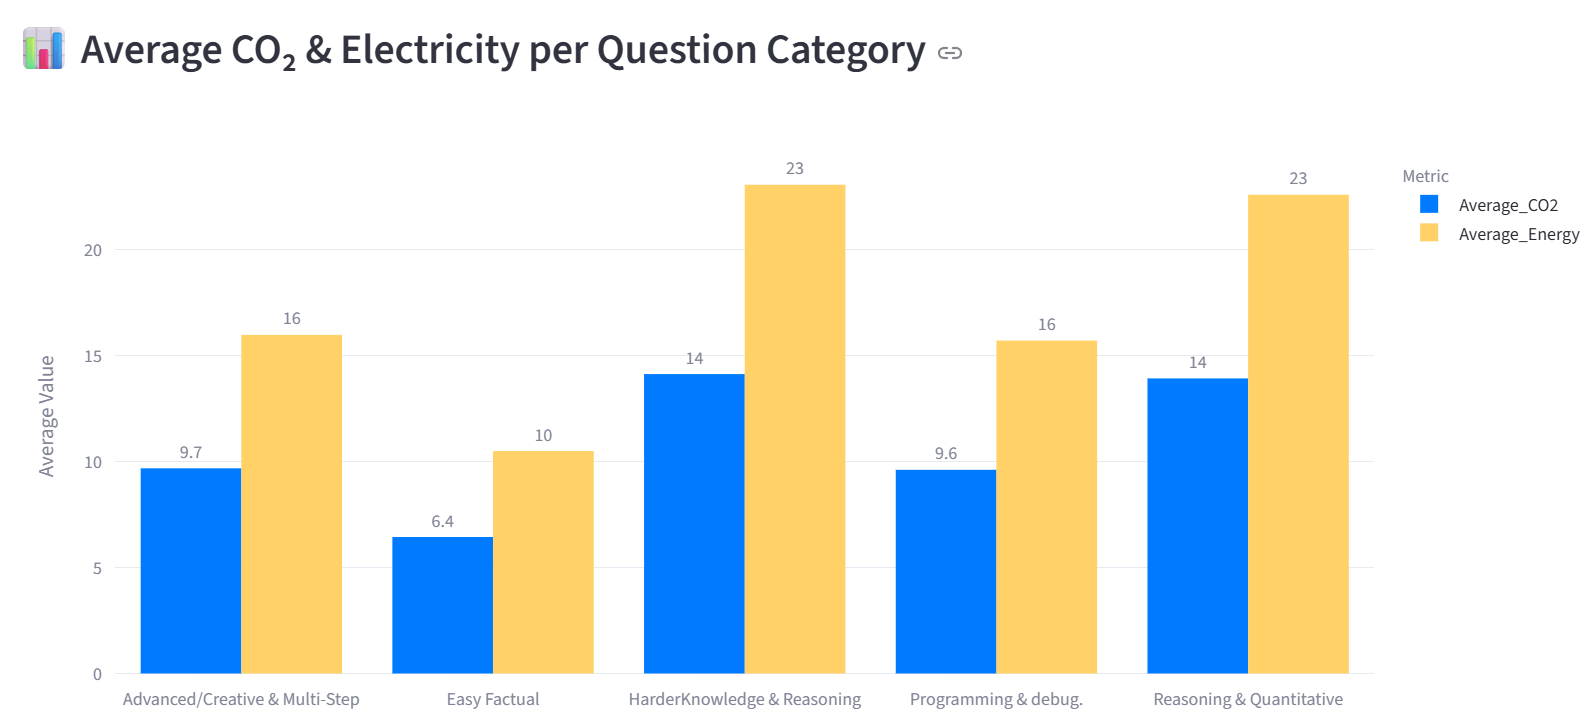 Average CO₂ & Electricity per Question Category
23
23
Metric
Average_CO2
Average_Energy
20
16
16
15
14
14
Average Value
10
10
9.7
9.6
6.4
5
0
Advanced/Creative & Multi-Step
Easy Factual
HarderKnowledge & Reasoning
Programming & debug.
Reasoning & Quantitative